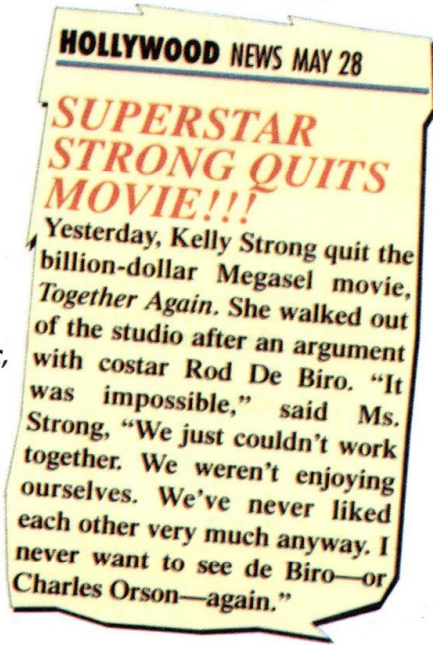 HOLLYWOOD NEWS MAY 28
SUPERSTAR
STRONG QUITS
MOVIE!!!
Yesterday, Kelly Strong quit the
billion-dollar Megasel movie,
Together Again. She walked out
of the studio after an argument
with costar Rod De Biro. “It
was impossible,” said Ms.
Strong, “We just couldn’t work
together. We weren’t enjoying
ourselves. We’ve never liked
each other very much anyway. I
never want to see de Biro—or
Charles Orson—again.”